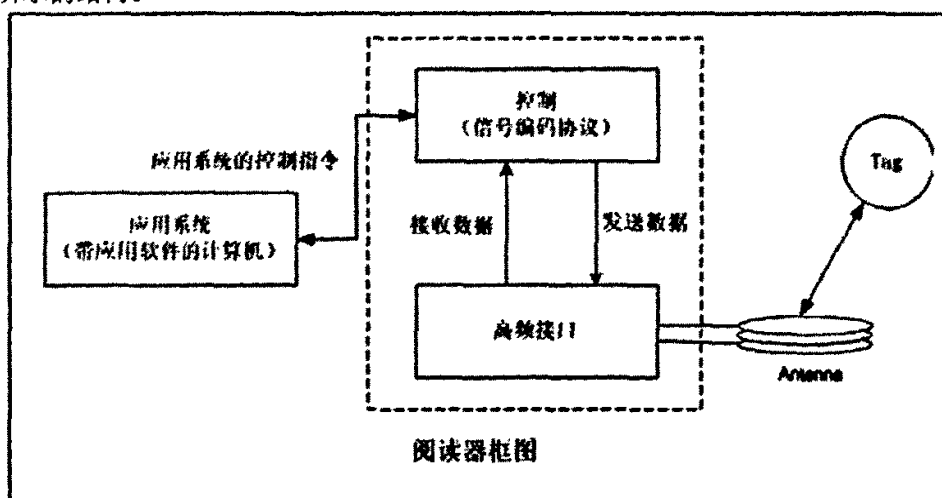 控制
（信号编码协议）
Tag
应用系统的控制指令
应用系统
（带应用软件的计算机）
接收数据
发送数据
高频接口
Antenna
阅读器框图